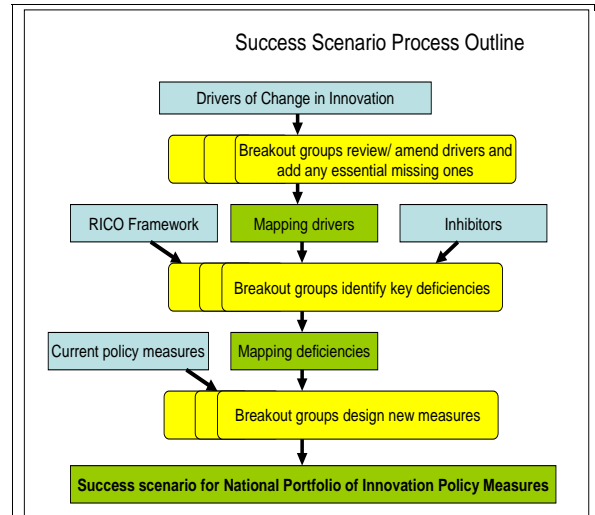 Success Scenario Process Outline
Drivers of Change in Innovation
Breakout groups review/ amend drivers and
add any essential missing ones
RICO Framework
Mapping drivers
Inhibitors
Breakout groups identify key deficiencies
Current policy measures
Mapping deficiencies
Breakout groups design new measures
Success scenario for National Portfolio of Innovation Policy Measures